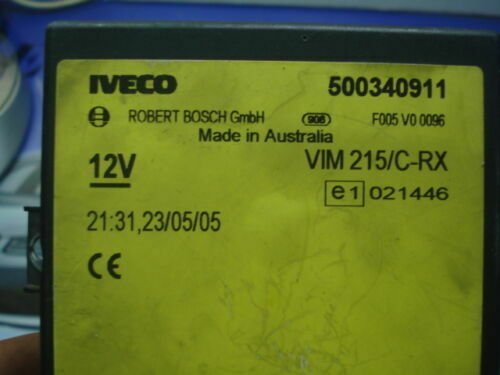 IVECO 500340911
ROBERT BOSCH GmbH 908 F005 V0 0096
Made in Australia
12V VIM 215/C-RX
e1 021446
21:31,23/05/05
CE